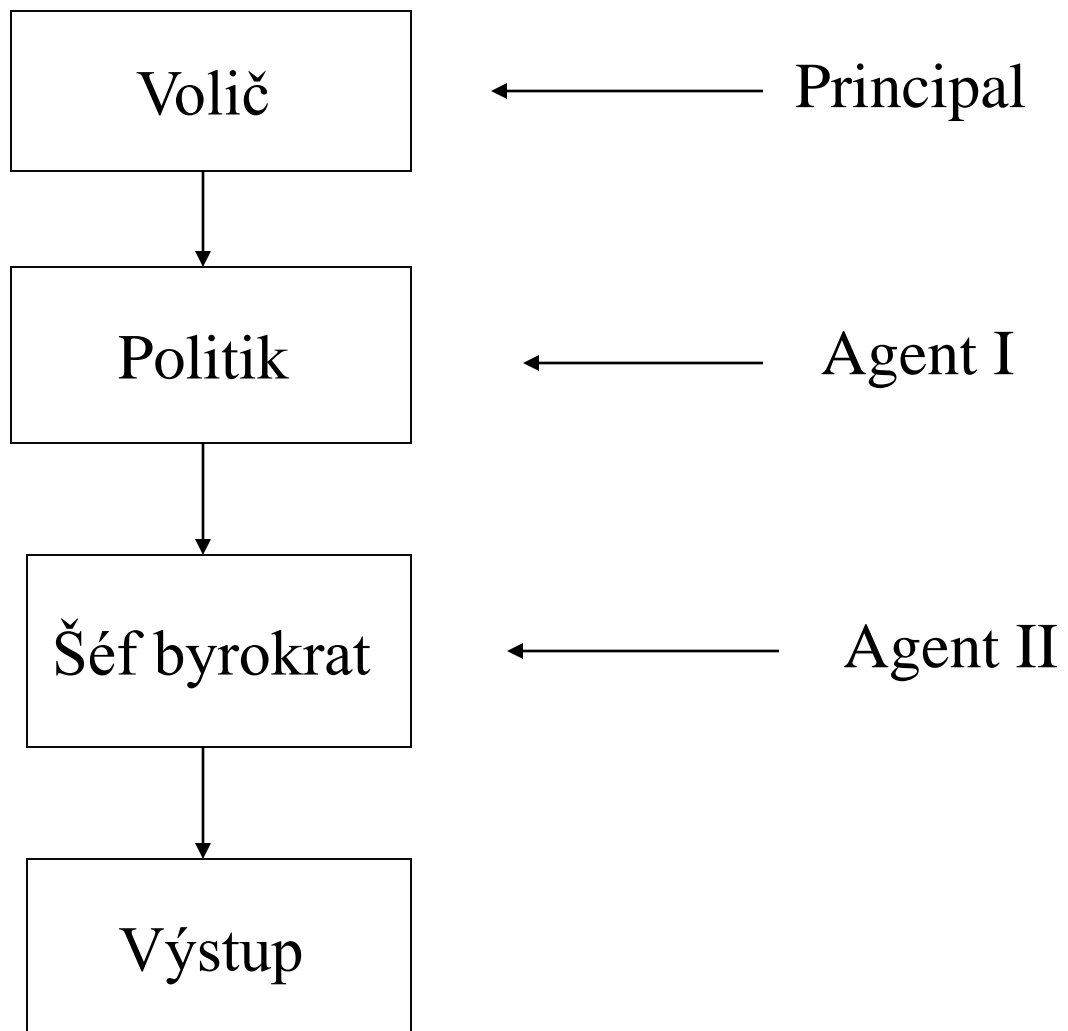 Volič
Principal
Politik
Agent I
Šéf byrokrat
Agent II
Výstup